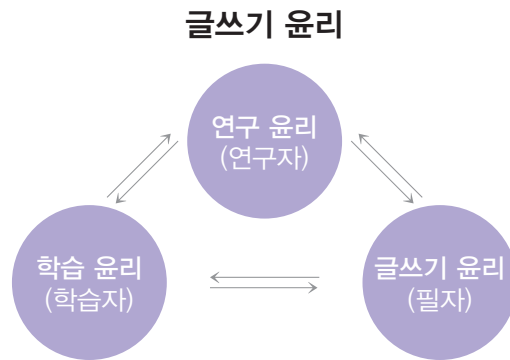 글쓰기 윤리
연구 윤리
(연구자)
학습 윤리
(학습자)
글쓰기 윤리
(필자)